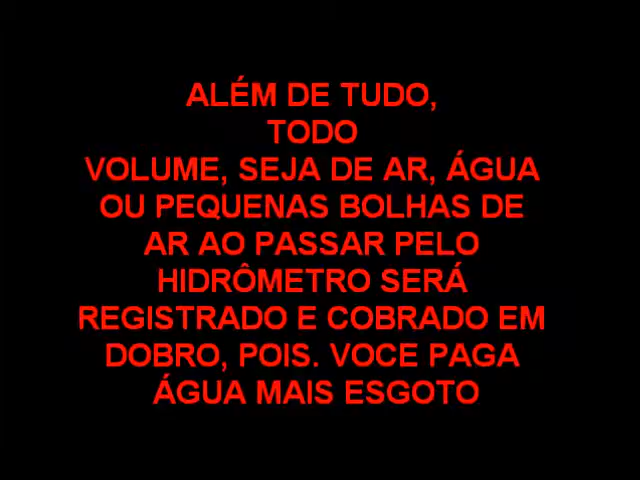 ALÉM DE TUDO,
TODO
VOLUME, SEJA DE AR, ÁGUA
OU PEQUENAS BOLHAS DE
AR AO PASSAR PELO
HIDRÔMETRO SERÁ
REGISTRADO E COBRADO EM
DOBRO, POIS. VOCE PAGA
ÁGUA MAIS ESGOTO